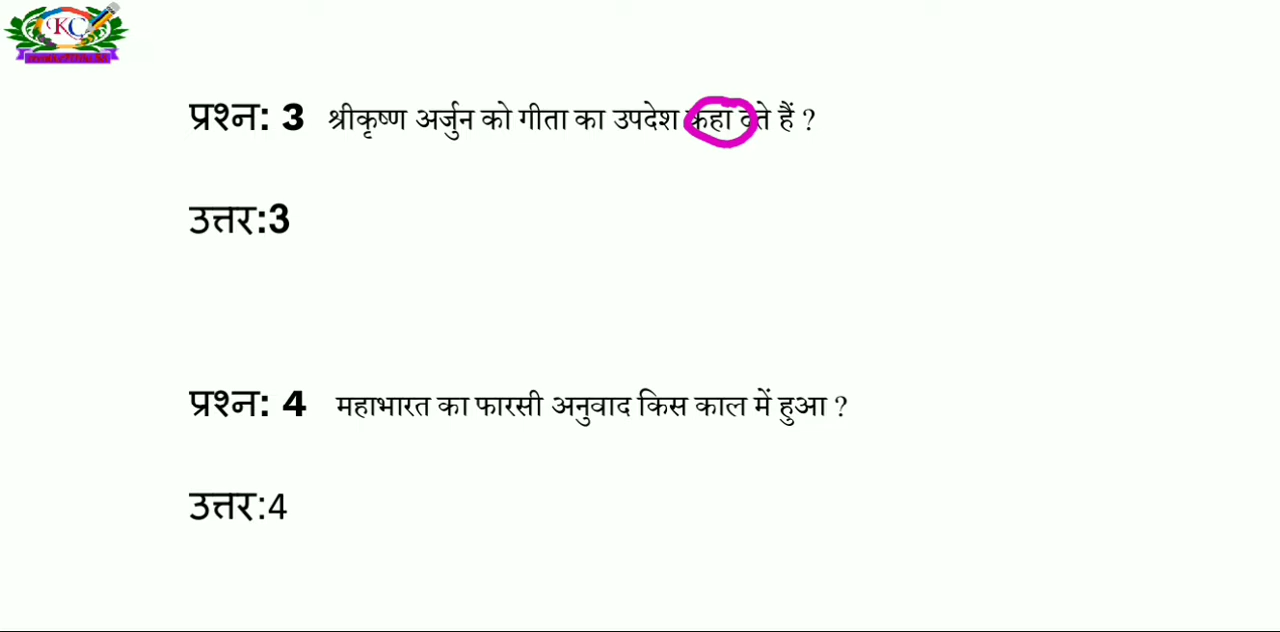 KC
प्रश्न: 3 श्रीकृष्ण अर्जुन को गीता का उपदेश कहा देते हैं ?
उत्तर:3
प्रश्न: 4 महाभारत का फारसी अनुवाद किस काल में हुआ ?
उत्तर:4